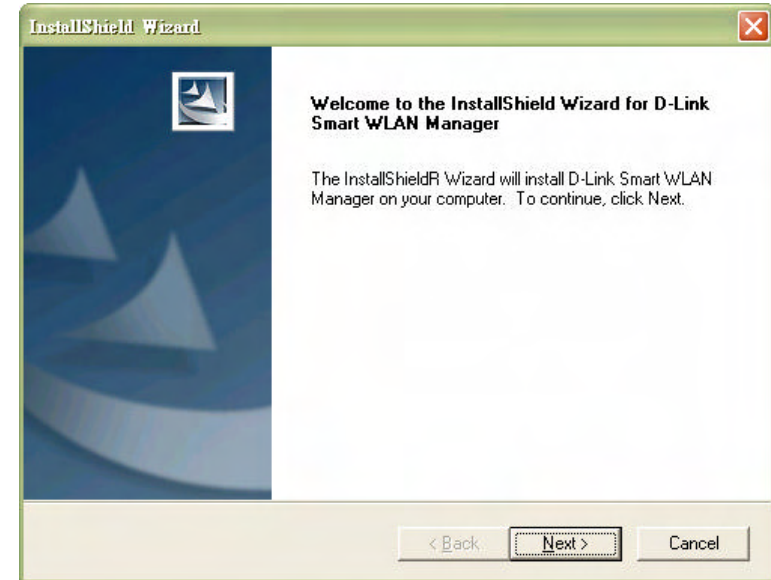 InstallShield Wizard
Welcome to the InstallShield Wizard for D-Link
Smart WLAN Manager
The InstallShieldR Wizard will install D-Link Smart WLAN
Manager on your computer. To continue, click Next.
< Back
Next >
Cancel